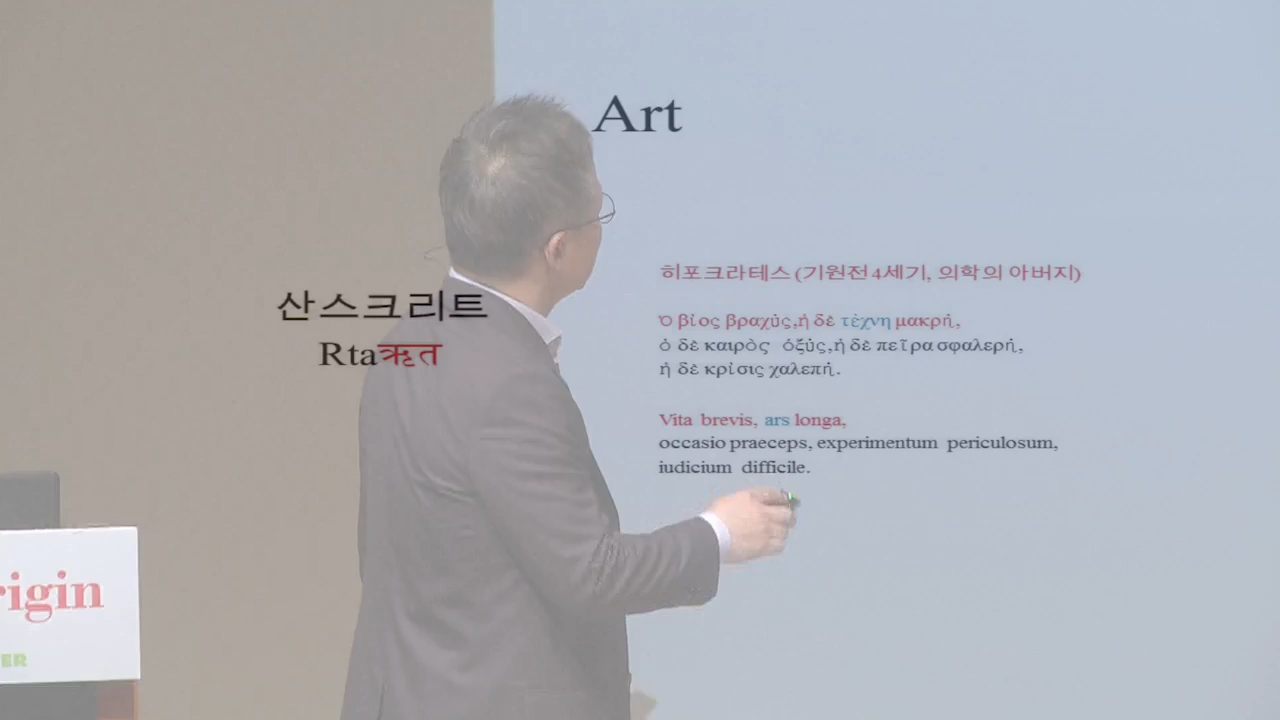 Art
산스크리트
Rtaऋत
히포크라테스 (기원전 4세기, 의학의 아버지)
Ὁ βίος βραχύς, ἡ δὲ τέχνη μακρή,
ὁ δὲ καιρὸς ὀξύς, ἡ δὲ πεῖρα σφαλερή,
ἡ δὲ κρίσις χαλεπή.
Vita brevis, ars longa,
occasio praeceps, experimentum periculosum,
iudicium difficile.
rigin
ER